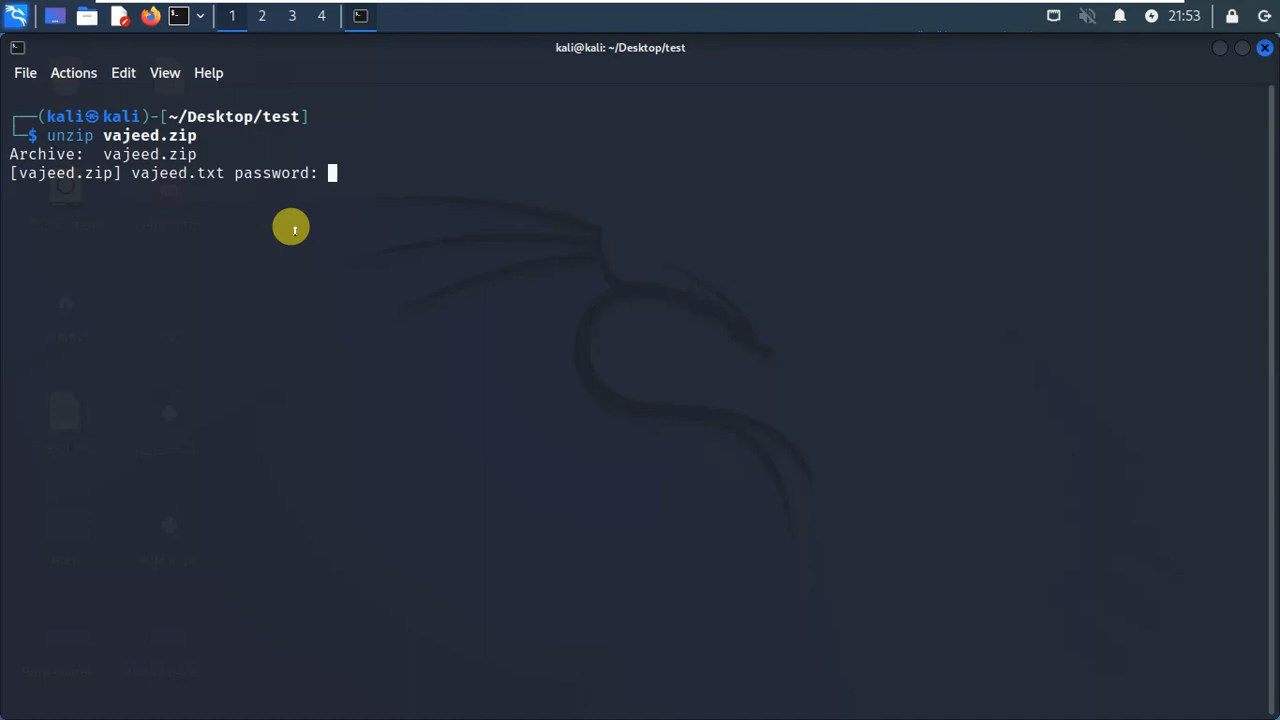 1 2 3 4
21:53
kali@kali: ~/Desktop/test
File Actions Edit View Help
┌──(kali㉿kali)-[~/Desktop/test]
└─$ unzip vajeed.zip
Archive:  vajeed.zip
[vajeed.zip] vajeed.txt password: